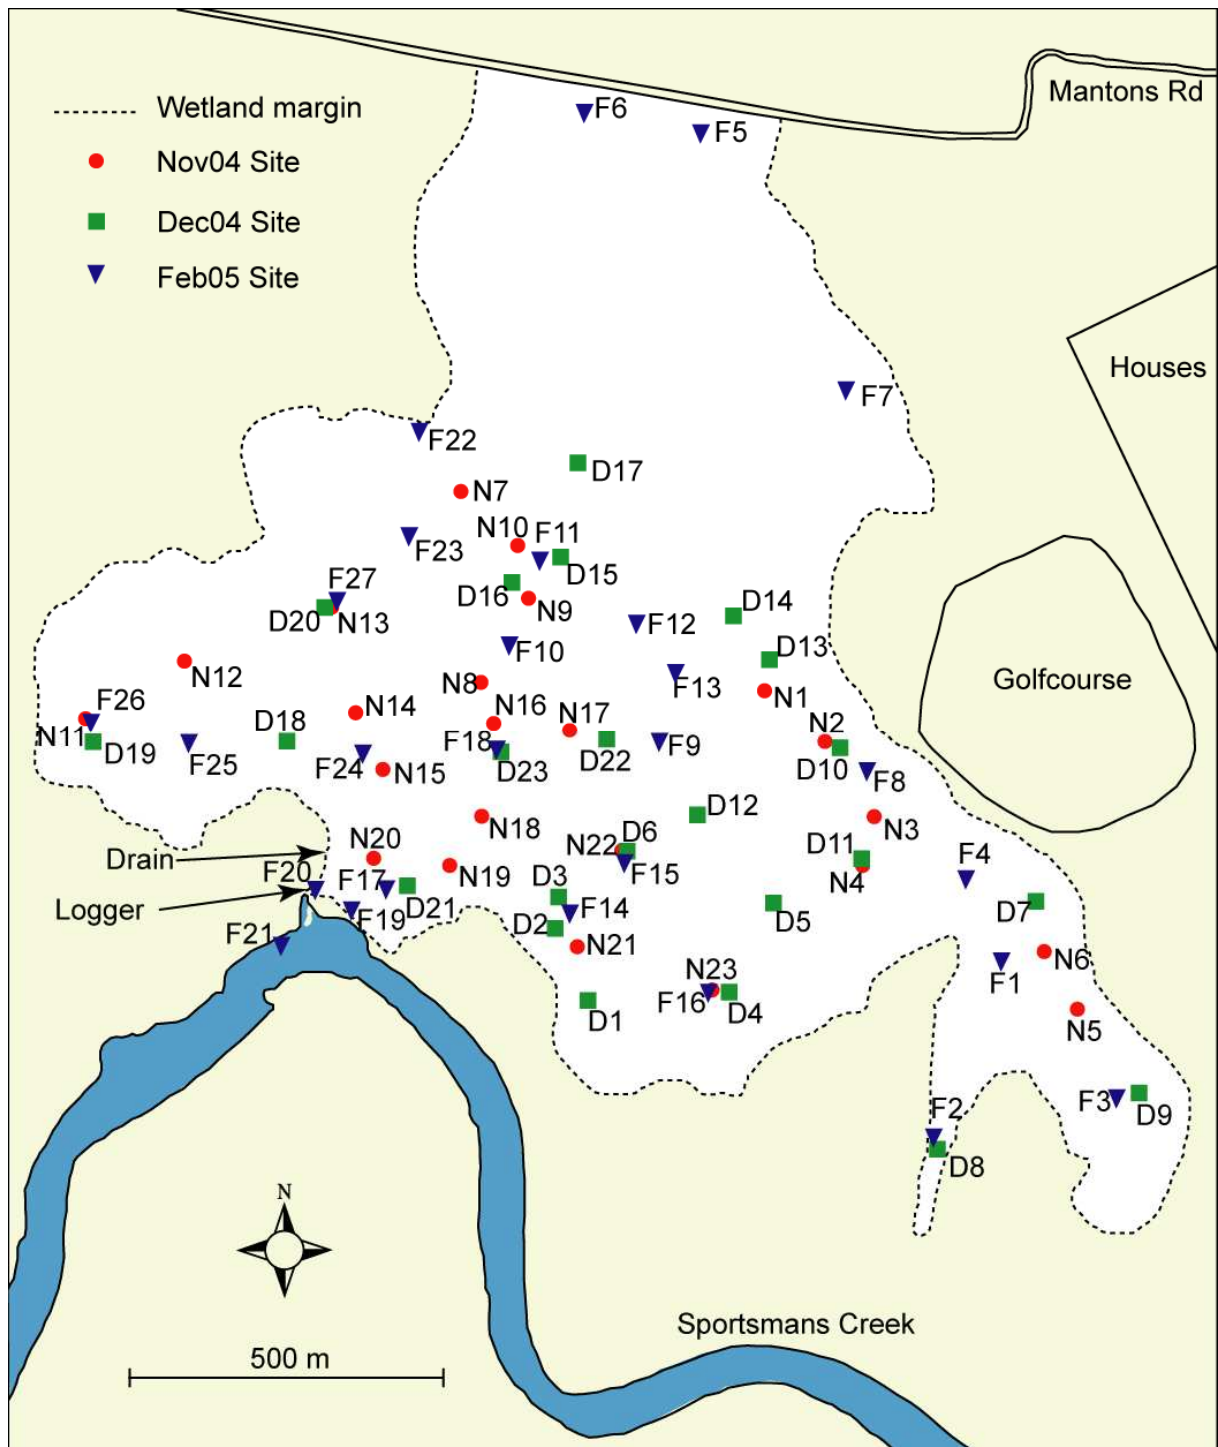 Mantons Rd
Wetland margin
Nov04 Site
Dec04 Site
Feb05 Site
F6
F5
Houses
F7
F22
D17
N7
N10
F11
F23
D15
D16
N9
F27
D20
N13
D14
F12
F10
D13
N12
N8
F13
N1
Golfcourse
F26
N14
N16
N17
N2
N11
D19
F25
D18
F24
N15
F18
D23
D22
F9
D10
F8
D12
N18
N3
Drain
N20
N22
D6
D11
F4
F20
F17
N19
D3
F15
N4
Logger
F19
D21
F14
D5
D7
F21
D2
N21
N6
N23
F1
F16
D4
D1
N5
F3
D9
F2
D8
N
Sportsmans Creek
500 m